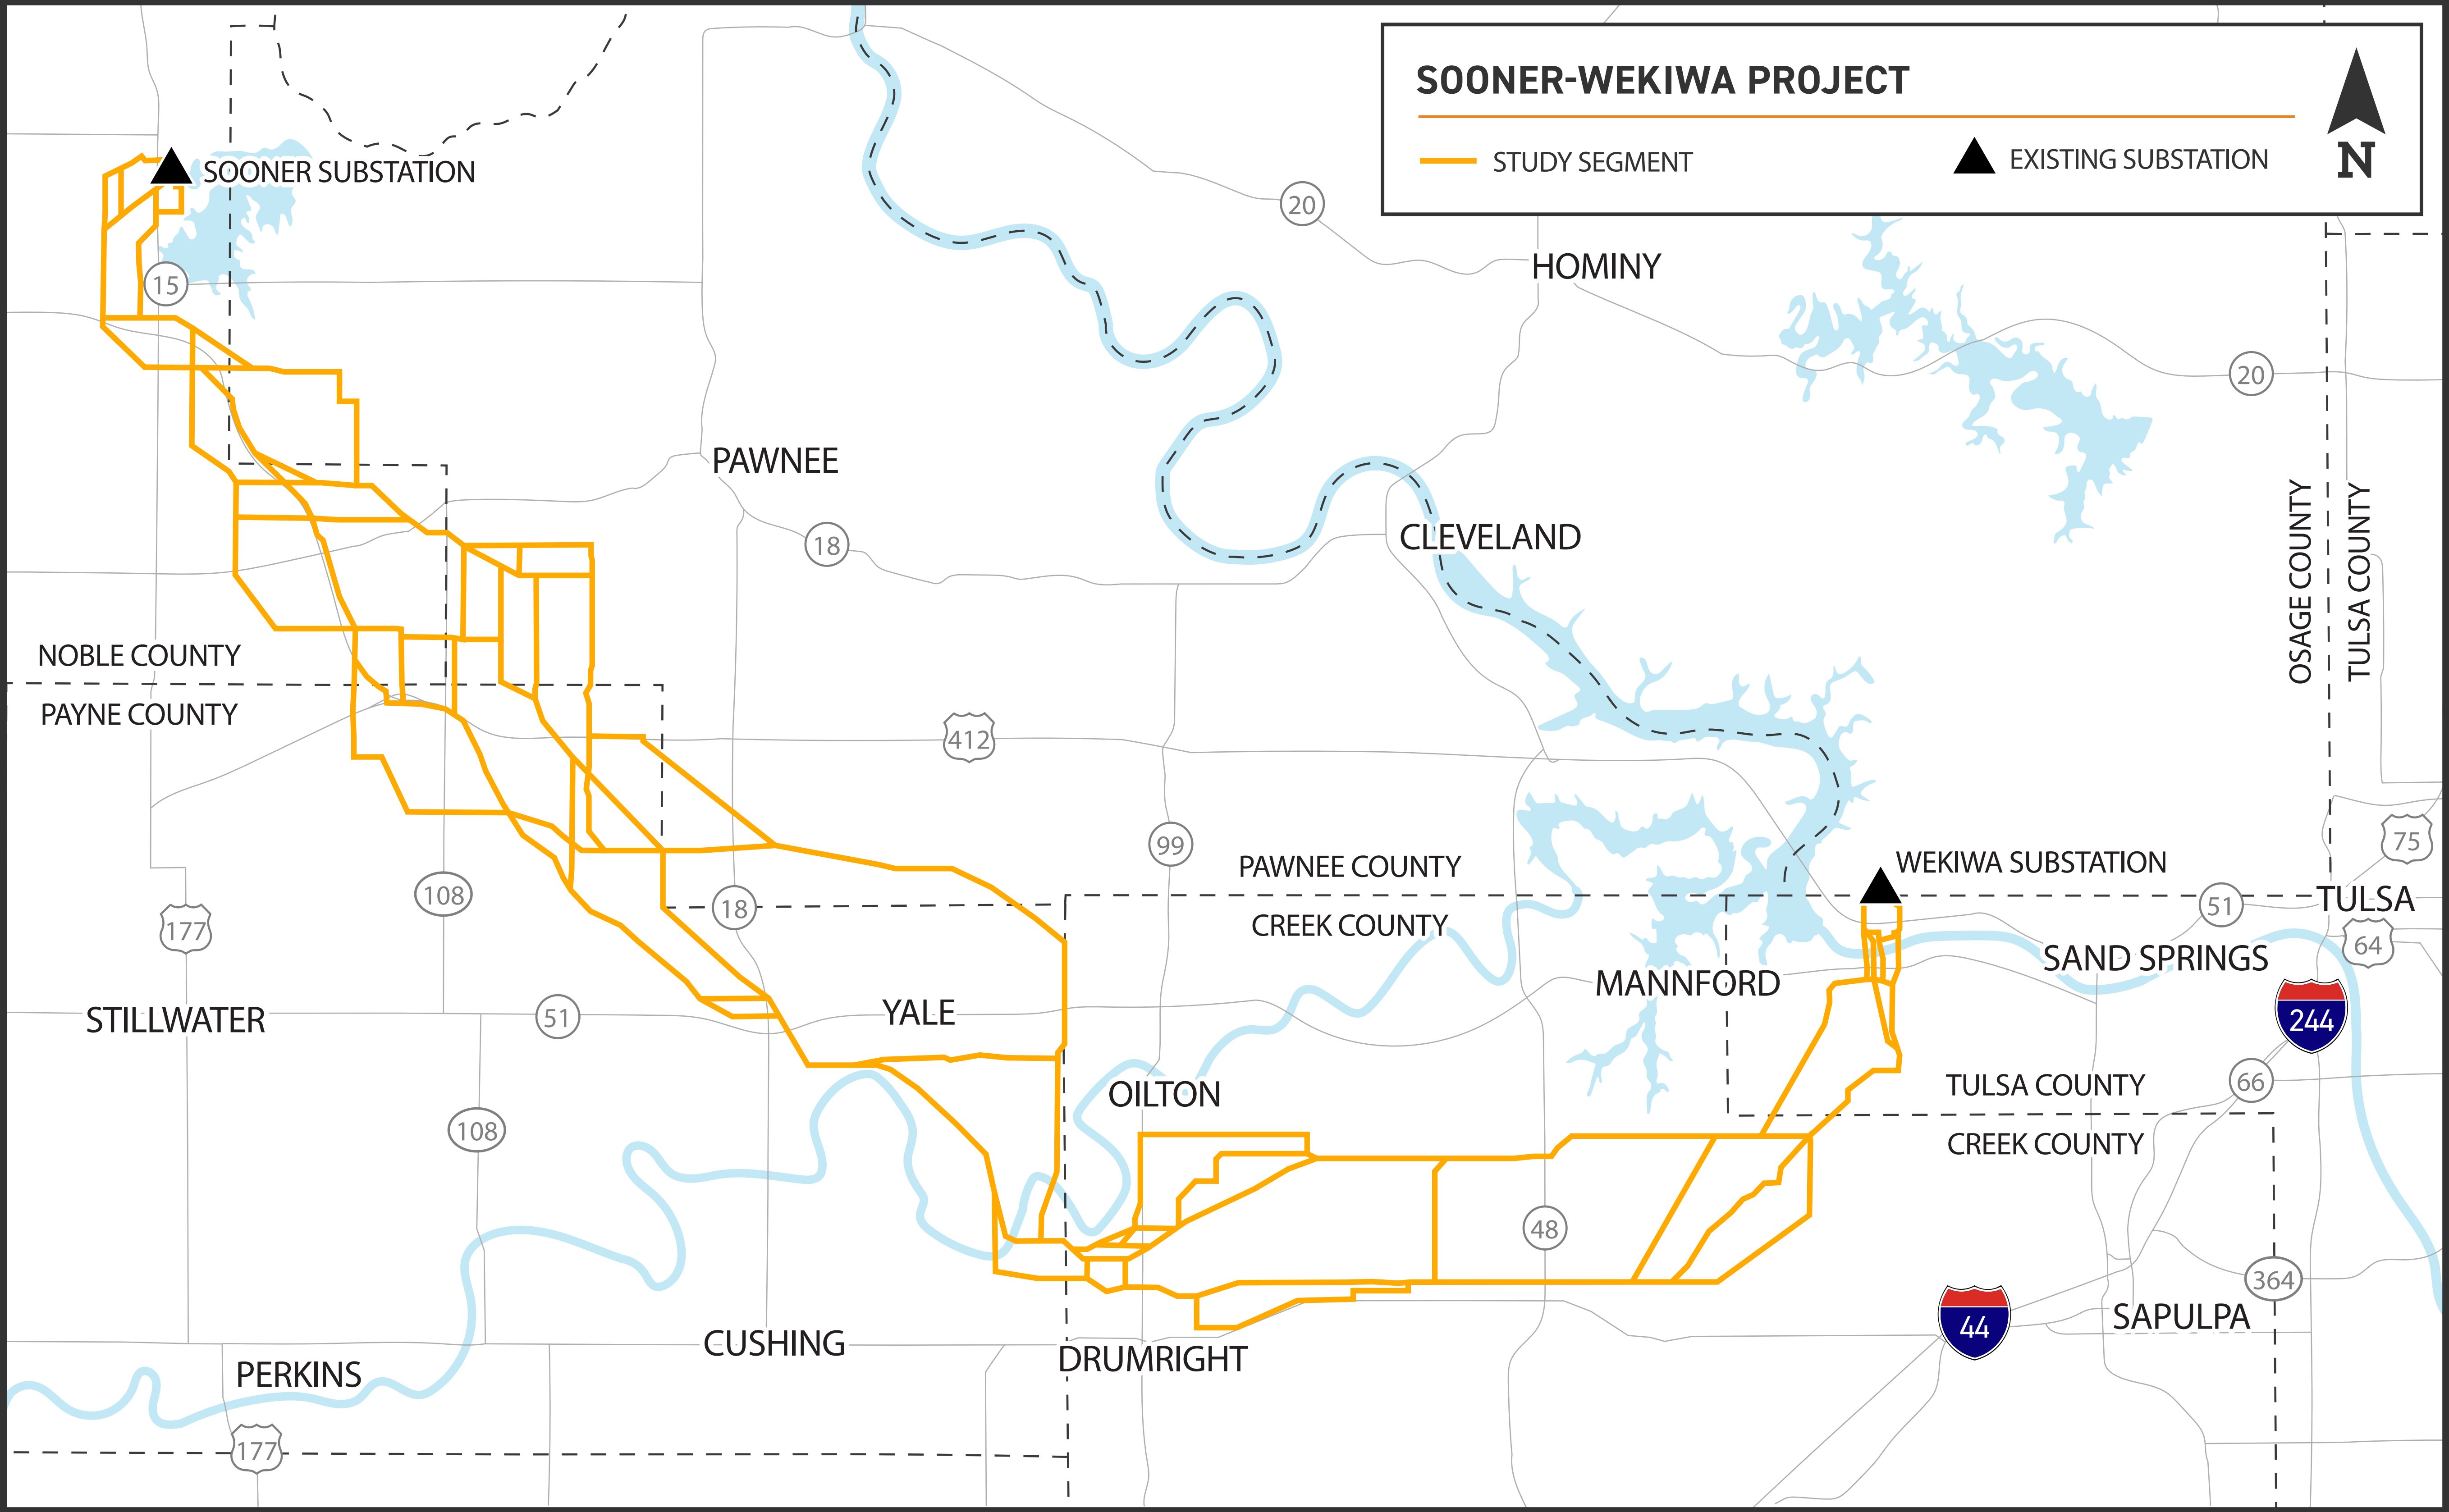 SOONER-WEKIWA PROJECT
STUDY SEGMENT
EXISTING SUBSTATION
N
SOONER SUBSTATION
20
HOMINY
15
20
PAWNEE
18
CLEVELAND
OSAGE COUNTY
TULSA COUNTY
NOBLE COUNTY
PAYNE COUNTY
412
99
75
PAWNEE COUNTY
WEKIWA SUBSTATION
108
18
51
TULSA
177
CREEK COUNTY
64
SAND SPRINGS
MANNFORD
STILLWATER
51
YALE
244
OILTON
TULSA COUNTY
66
108
CREEK COUNTY
48
364
44
SAPULPA
CUSHING
DRUMRIGHT
PERKINS
177